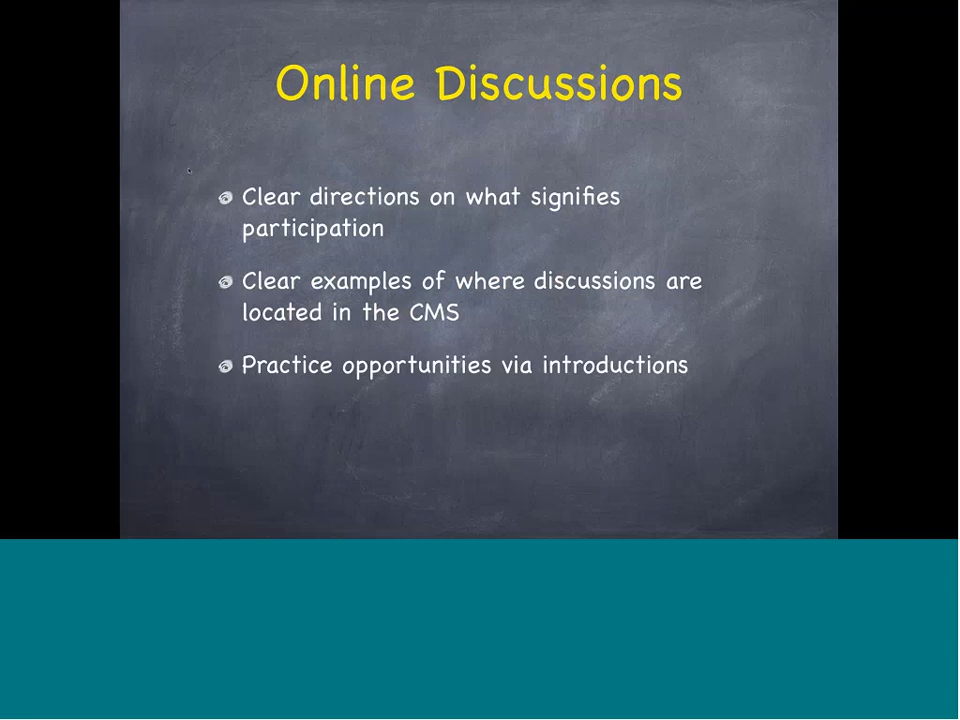 Online Discussions
Clear directions on what signifies
participation
Clear examples of where discussions are
located in the CMS
Practice opportunities via introductions